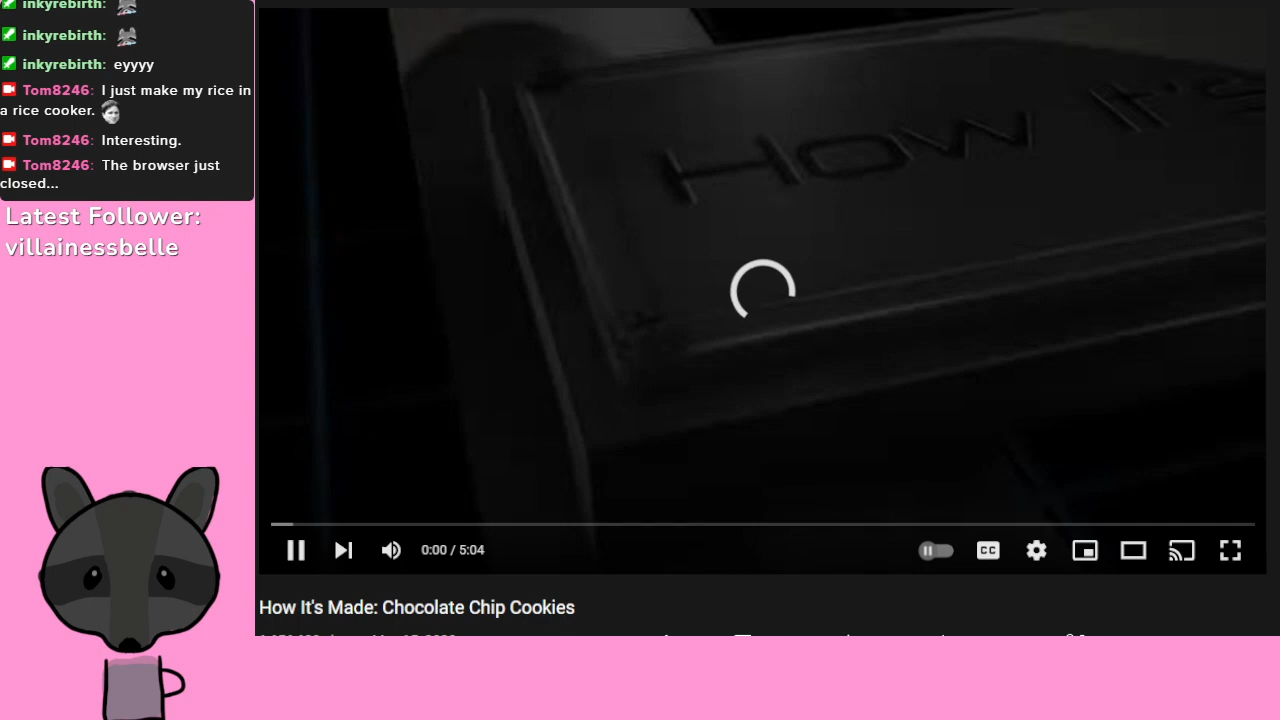 inkyrebirth:
inkyrebirth:
inkyrebirth: eyyyy
Tom8246: I just make my rice in
a rice cooker.
Tom8246: Interesting.
Tom8246: The browser just
closed...
Latest Follower:
villainessbelle
How It's
0:00 / 5:04
CC
How It's Made: Chocolate Chip Cookies